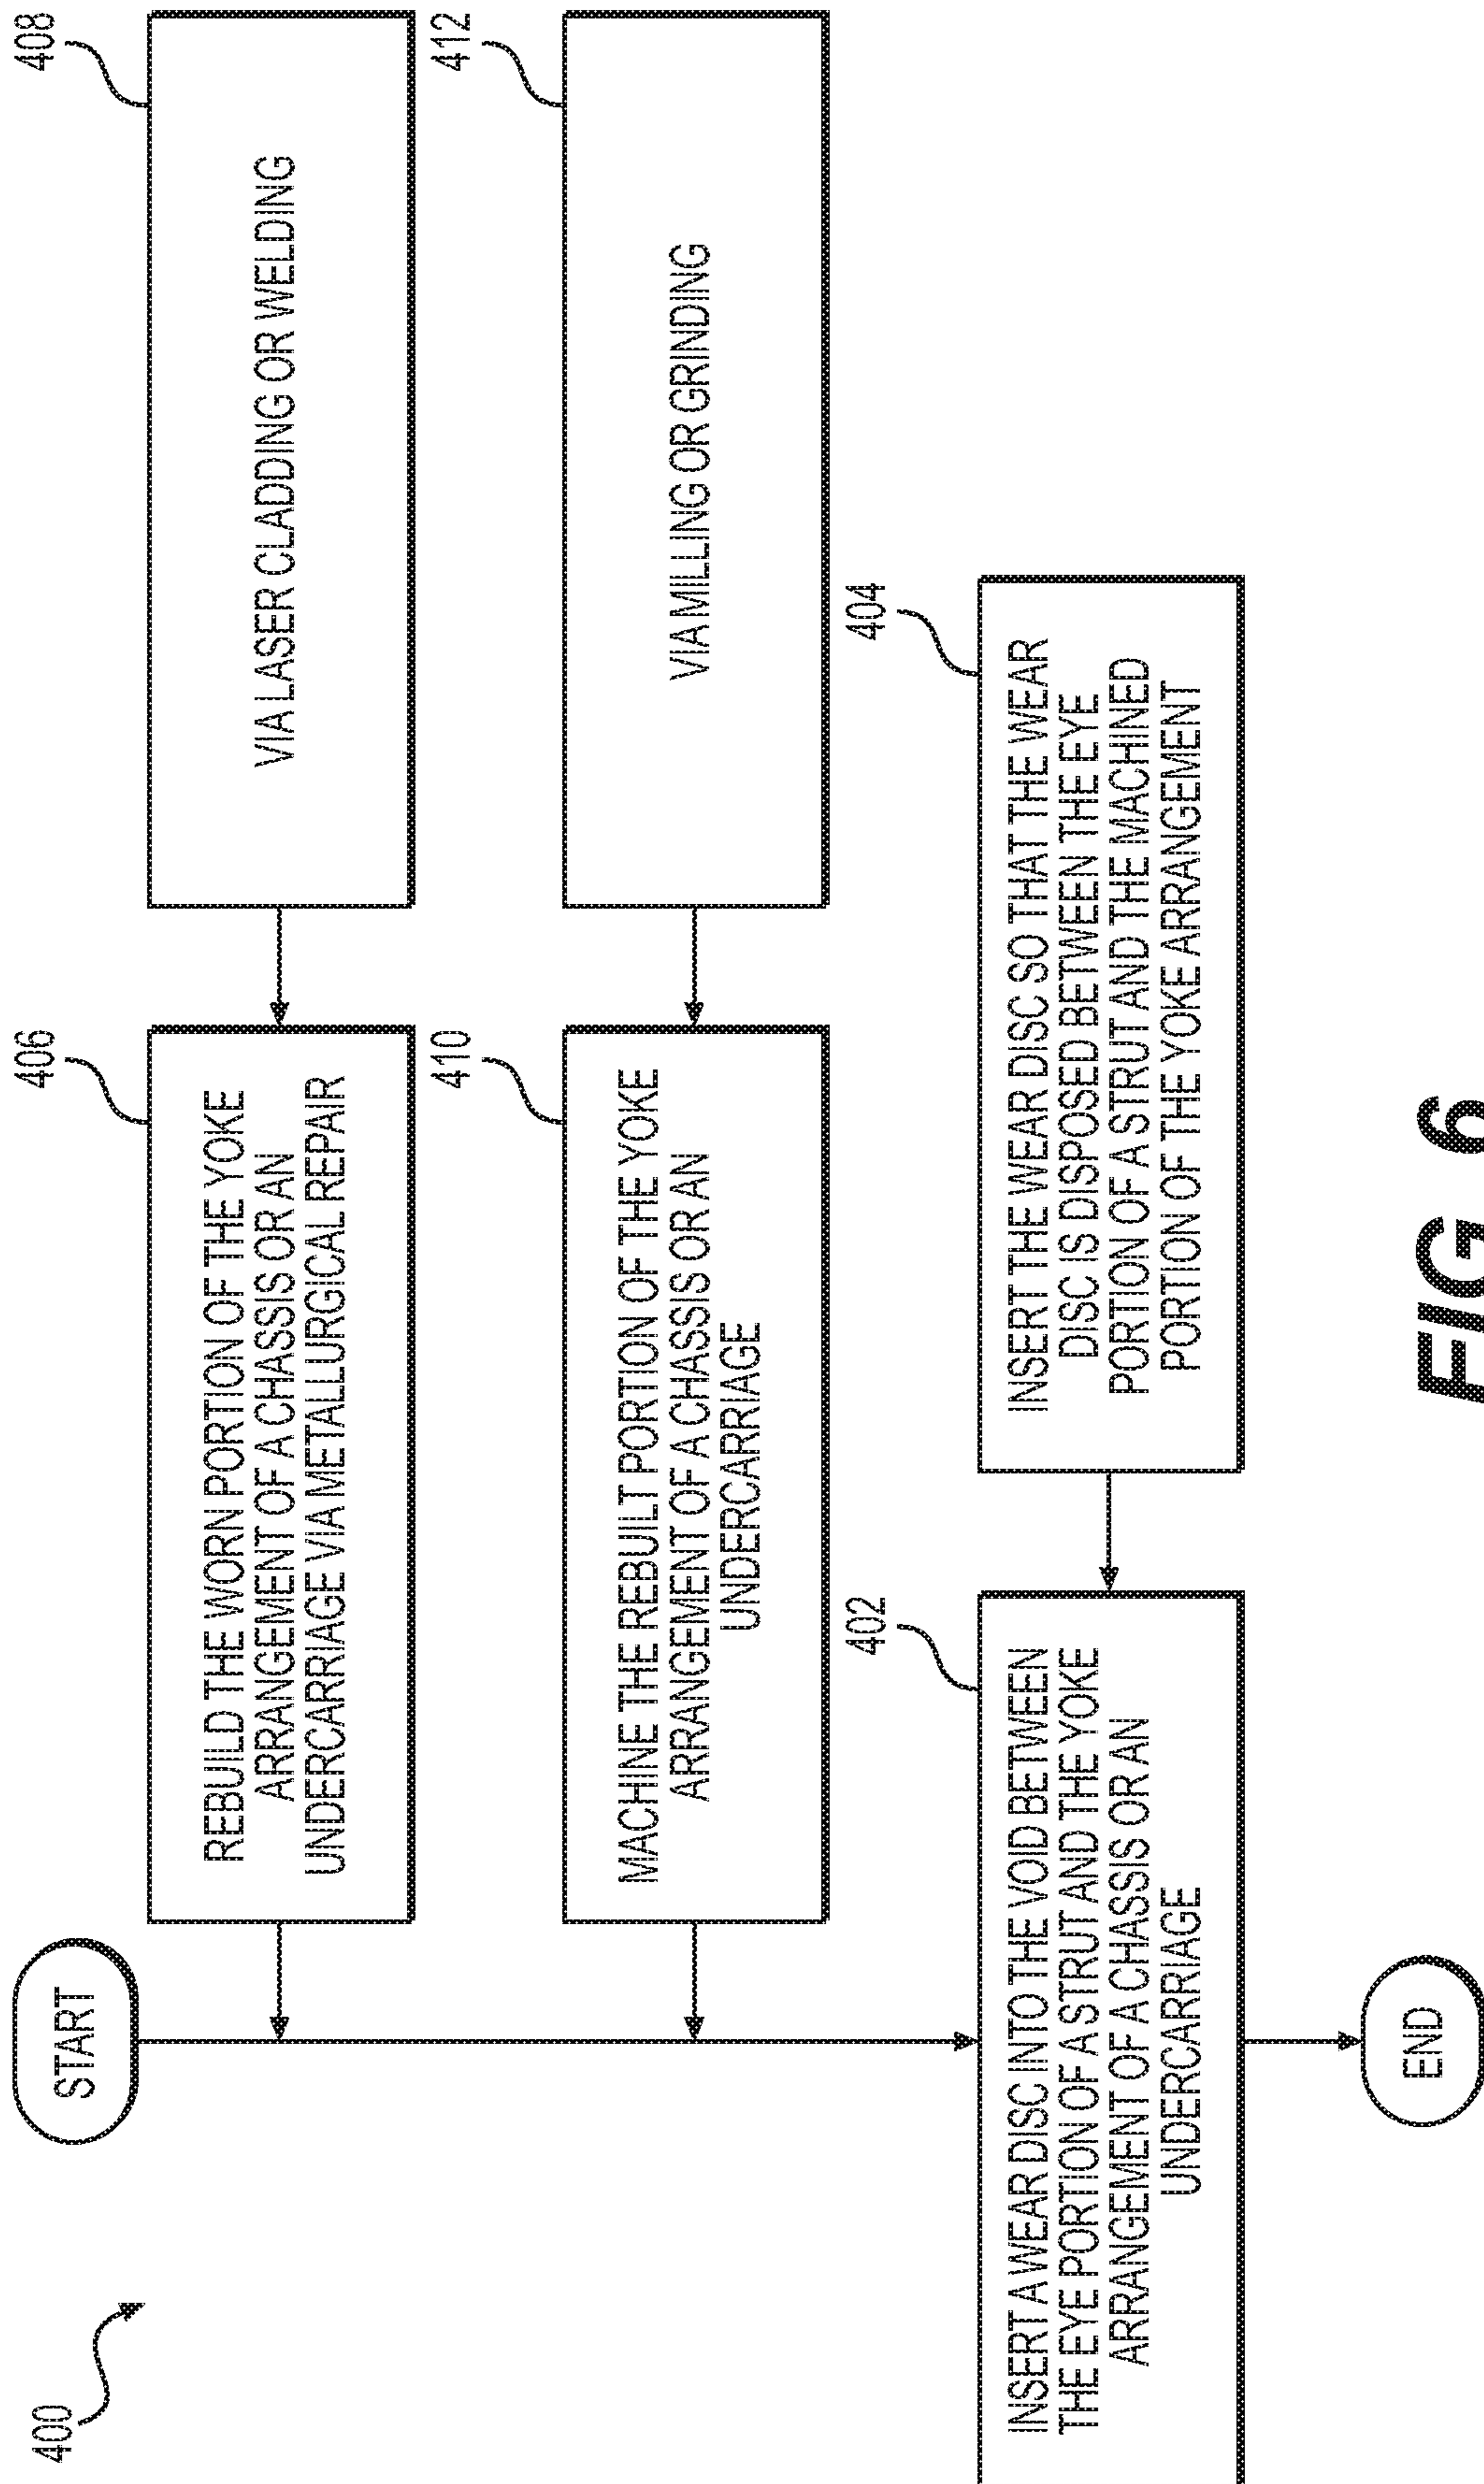 400
START
406
REBUILD THE WORN PORTION OF THE YOKE
ARRANGEMENT OF A CHASSIS OR AN
UNDERCARRIAGE VIA METALLURGICAL REPAIR
408
VIA LASER CLADDING OR WELDING
410
MACHINE THE REBUILT PORTION OF THE YOKE
ARRANGEMENT OF A CHASSIS OR AN
UNDERCARRIAGE
412
VIA MILLING OR GRINDING
402
INSERT A WEAR DISC INTO THE VOID BETWEEN
THE EYE PORTION OF A STRUT AND THE YOKE
ARRANGEMENT OF A CHASSIS OR AN
UNDERCARRIAGE
404
INSERT THE WEAR DISC SO THAT THE WEAR
DISC IS DISPOSED BETWEEN THE EYE
PORTION OF A STRUT AND THE MACHINED
PORTION OF THE YOKE ARRANGEMENT
END
FIG 6